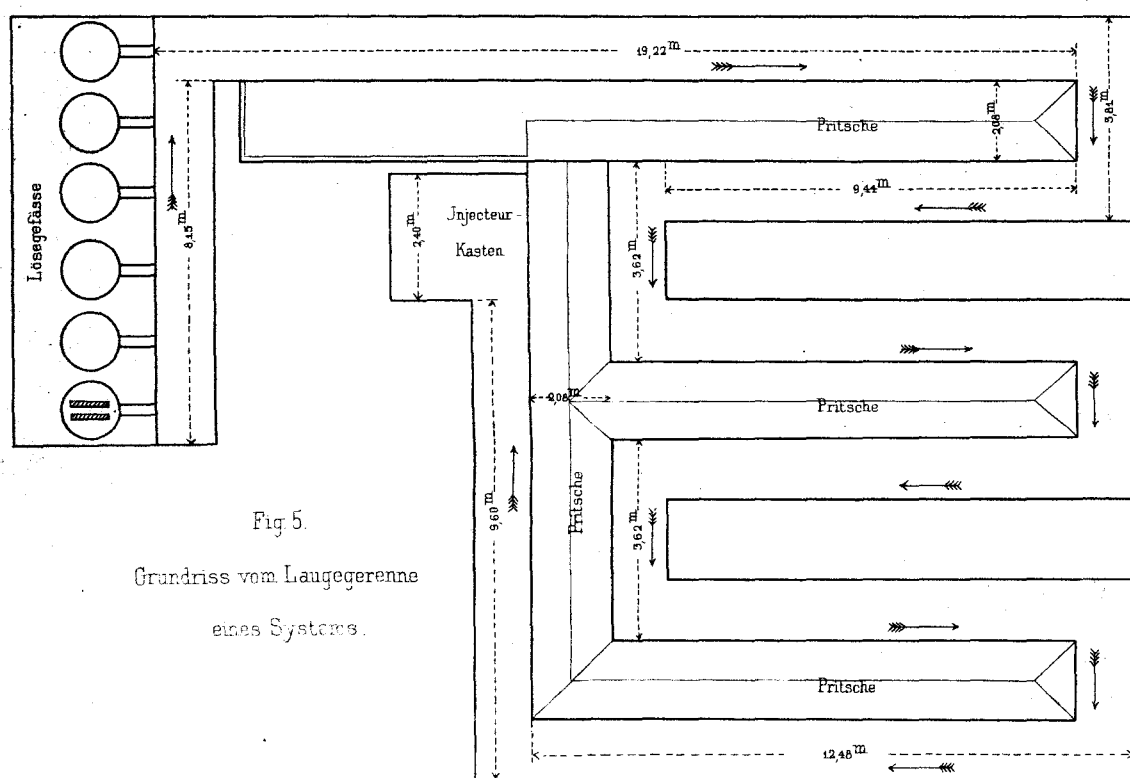 19,22 m
Lösegefässe
8,15 m
Pritsche
2,08 m
3,81 m
9,44 m
Jnjecteur-
Kasten
2,40 m
3,62 m
2,08 m
Pritsche
Pritsche
9,60 m
3,62 m
Fig. 5.
Grundriss vom Laugegerenne
eines Systems.
Pritsche
12,48 m